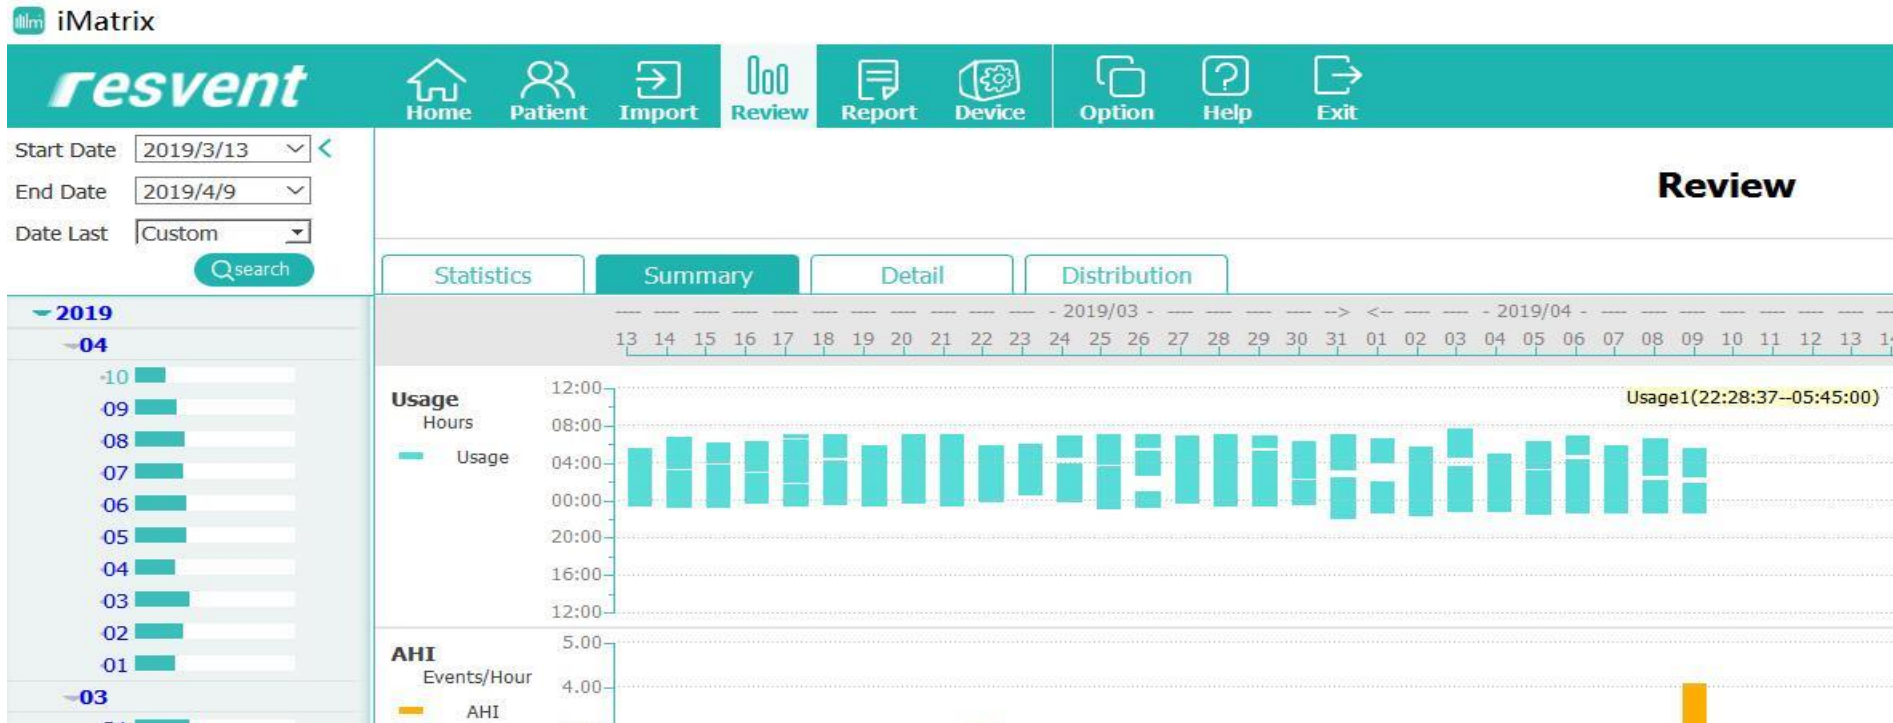 iMatrix
resvent
Home Patient Import Review Report Device Option Help Exit
Start Date 2019/3/13 <
End Date 2019/4/9
Date Last Custom
search
Review
Statistics Summary Detail Distribution
2019
04
10
09
08
07
06
05
04
03
02
01
03
---- ---- ---- ---- ---- ---- ---- ---- ---- ---- ---- - 2019/03 - ---- ---- ---- ---- --> <-- ---- ---- - 2019/04 - ---- ---- ---- ---- ---- ---- ----
13 14 15 16 17 18 19 20 21 22 23 24 25 26 27 28 29 30 31 01 02 03 04 05 06 07 08 09 10 11 12 13
Usage
Hours
Usage
12:00
08:00
04:00
00:00
20:00
16:00
12:00
Usage1(22:28:37--05:45:00)
AHI
Events/Hour
AHI
5.00
4.00